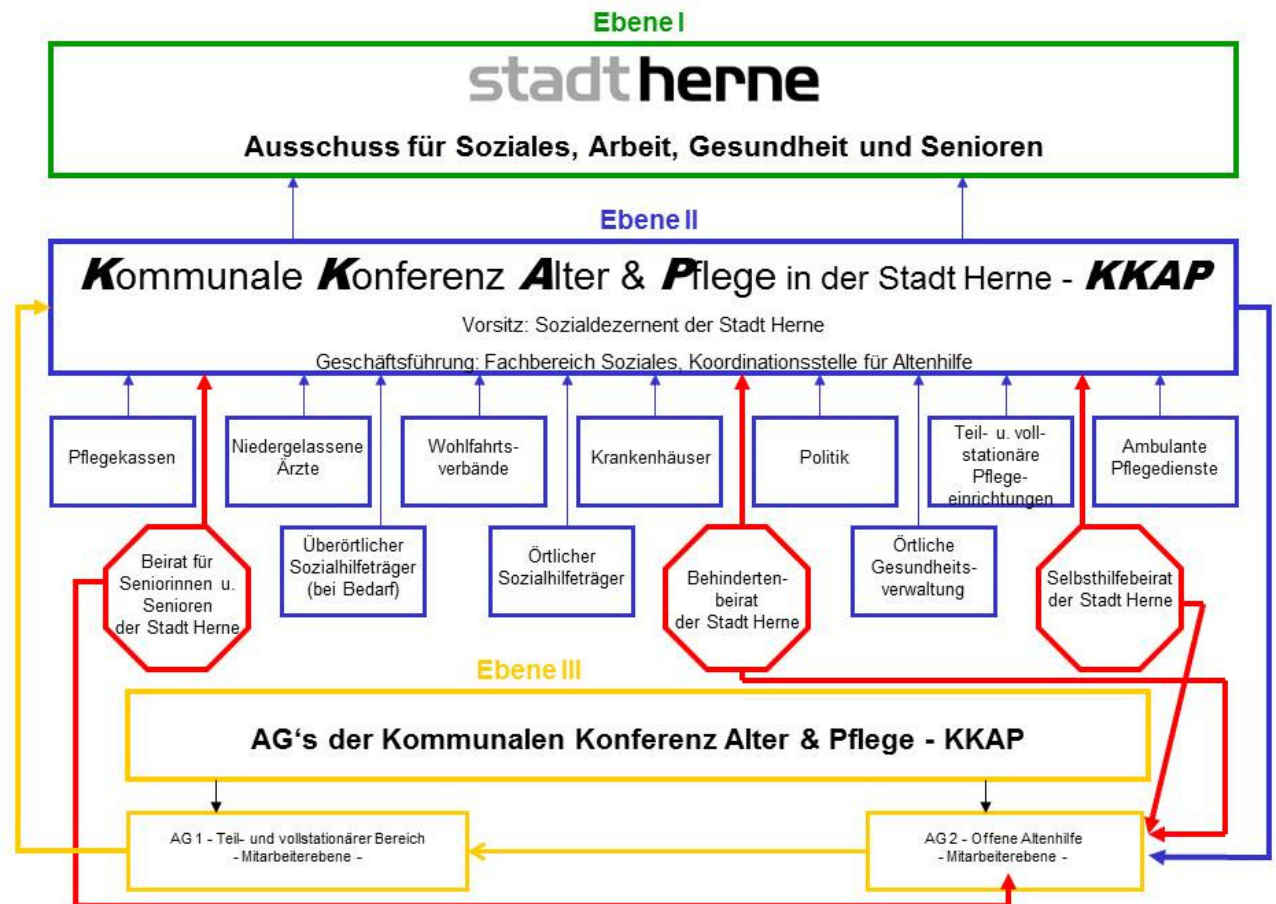 Ebene I
stadtherne
Ausschuss für Soziales, Arbeit, Gesundheit und Senioren
Ebene II
Kommunale Konferenz Alter & Pflege in der Stadt Herne - KKAP
Vorsitz: Sozialdezernent der Stadt Herne
Geschäftsführung: Fachbereich Soziales, Koordinationsstelle für Altenhilfe
Pflegekassen
Niedergelassene
Ärzte
Wohlfahrts-
verbände
Krankenhäuser
Politik
Teil- u. voll-
stationäre
Pflege-
einrichtungen
Ambulante
Pflegedienste
Beirat für
Seniorinnen u.
Senioren
der Stadt Herne
Überörtlicher
Sozialhilfeträger
(bei Bedarf)
Örtlicher
Sozialhilfeträger
Behinderten-
beirat
der Stadt Herne
Örtliche
Gesundheits-
verwaltung
Selbsthilfebeirat
der Stadt Herne
Ebene III
AG's der Kommunalen Konferenz Alter & Pflege - KKAP
AG 1 - Teil- und vollstationärer Bereich
- Mitarbeiterebene -
AG 2 - Offene Altenhilfe
- Mitarbeiterebene -